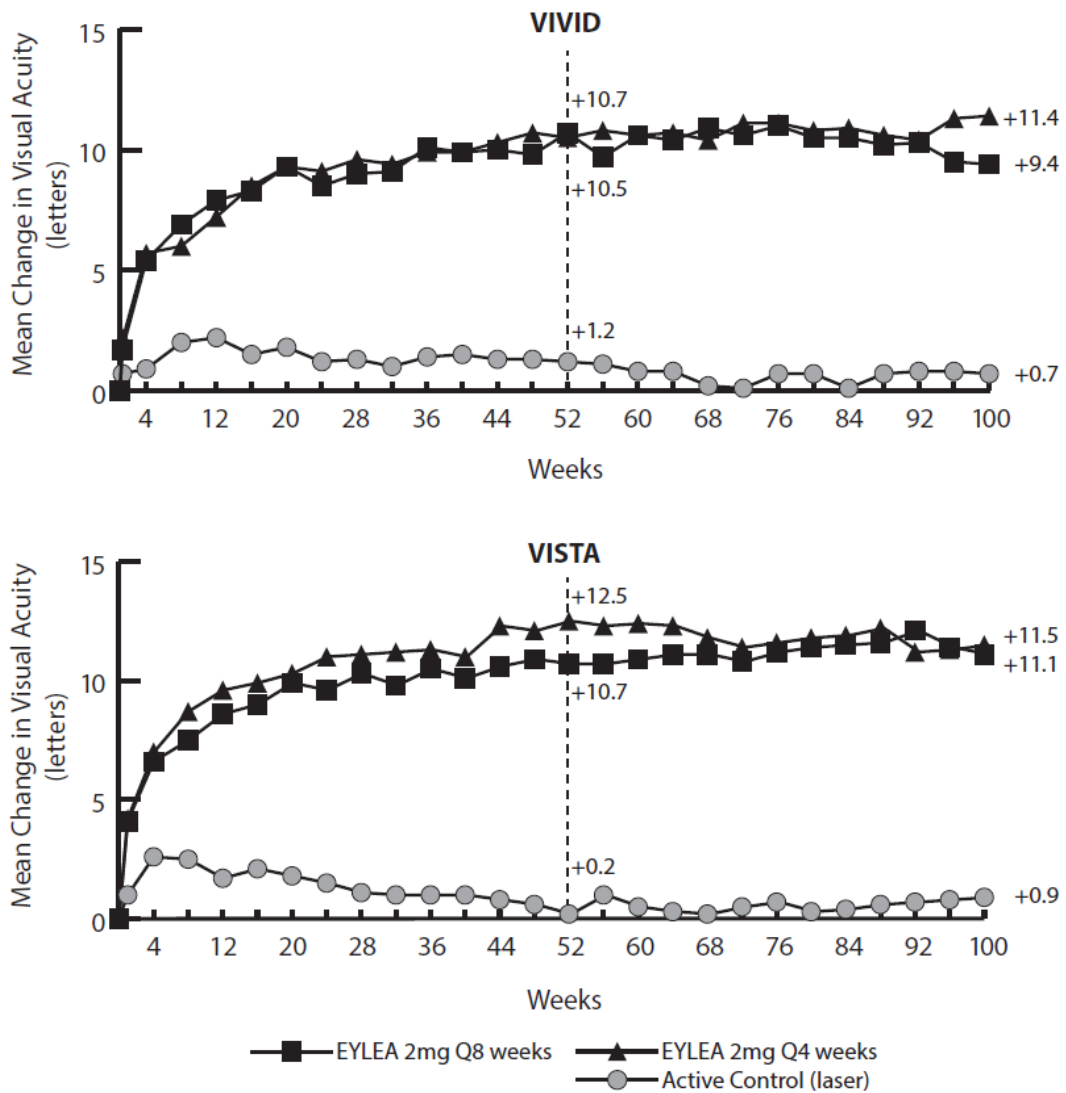 VIVID
Mean Change in Visual Acuity
(letters)
15
10
5
0
+10.7
+10.5
+1.2
+11.4
+9.4
+0.7
4 12 20 28 36 44 52 60 68 76 84 92 100
Weeks
VISTA
Mean Change in Visual Acuity
(letters)
15
10
5
0
+12.5
+10.7
+0.2
+11.5
+11.1
+0.9
4 12 20 28 36 44 52 60 68 76 84 92 100
Weeks
EYLEA 2mg Q8 weeks
EYLEA 2mg Q4 weeks
Active Control (laser)